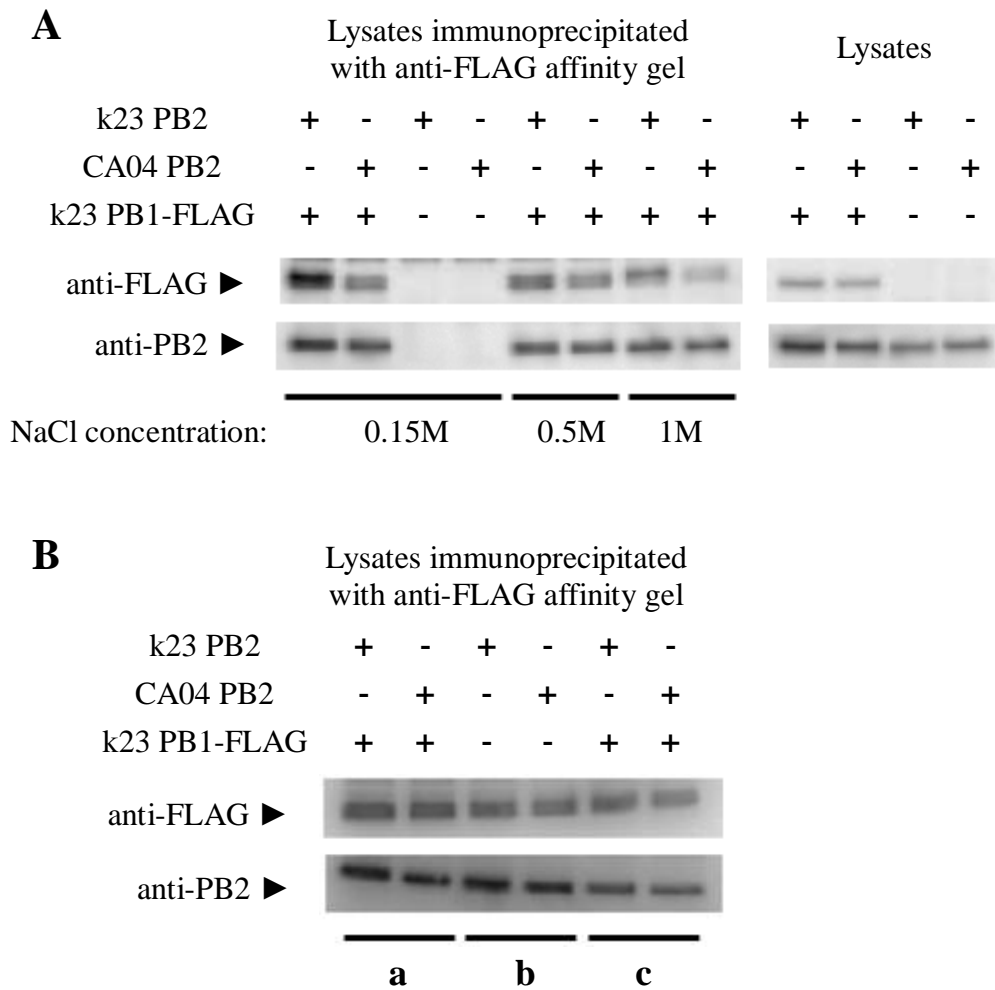 A
Lysates immunoprecipitated
with anti-FLAG affinity gel
Lysates
k23 PB2 + - + - + - + - + - + -
CA04 PB2 - + - + - + - + - + - +
k23 PB1-FLAG + + - - + + + + + + - -
anti-FLAG ►
anti-PB2 ►
NaCl concentration: 0.15M 0.5M 1M
B
Lysates immunoprecipitated
with anti-FLAG affinity gel
k23 PB2 + - + - + -
CA04 PB2 - + - + - +
k23 PB1-FLAG + + - - + +
anti-FLAG ►
anti-PB2 ►
a b c